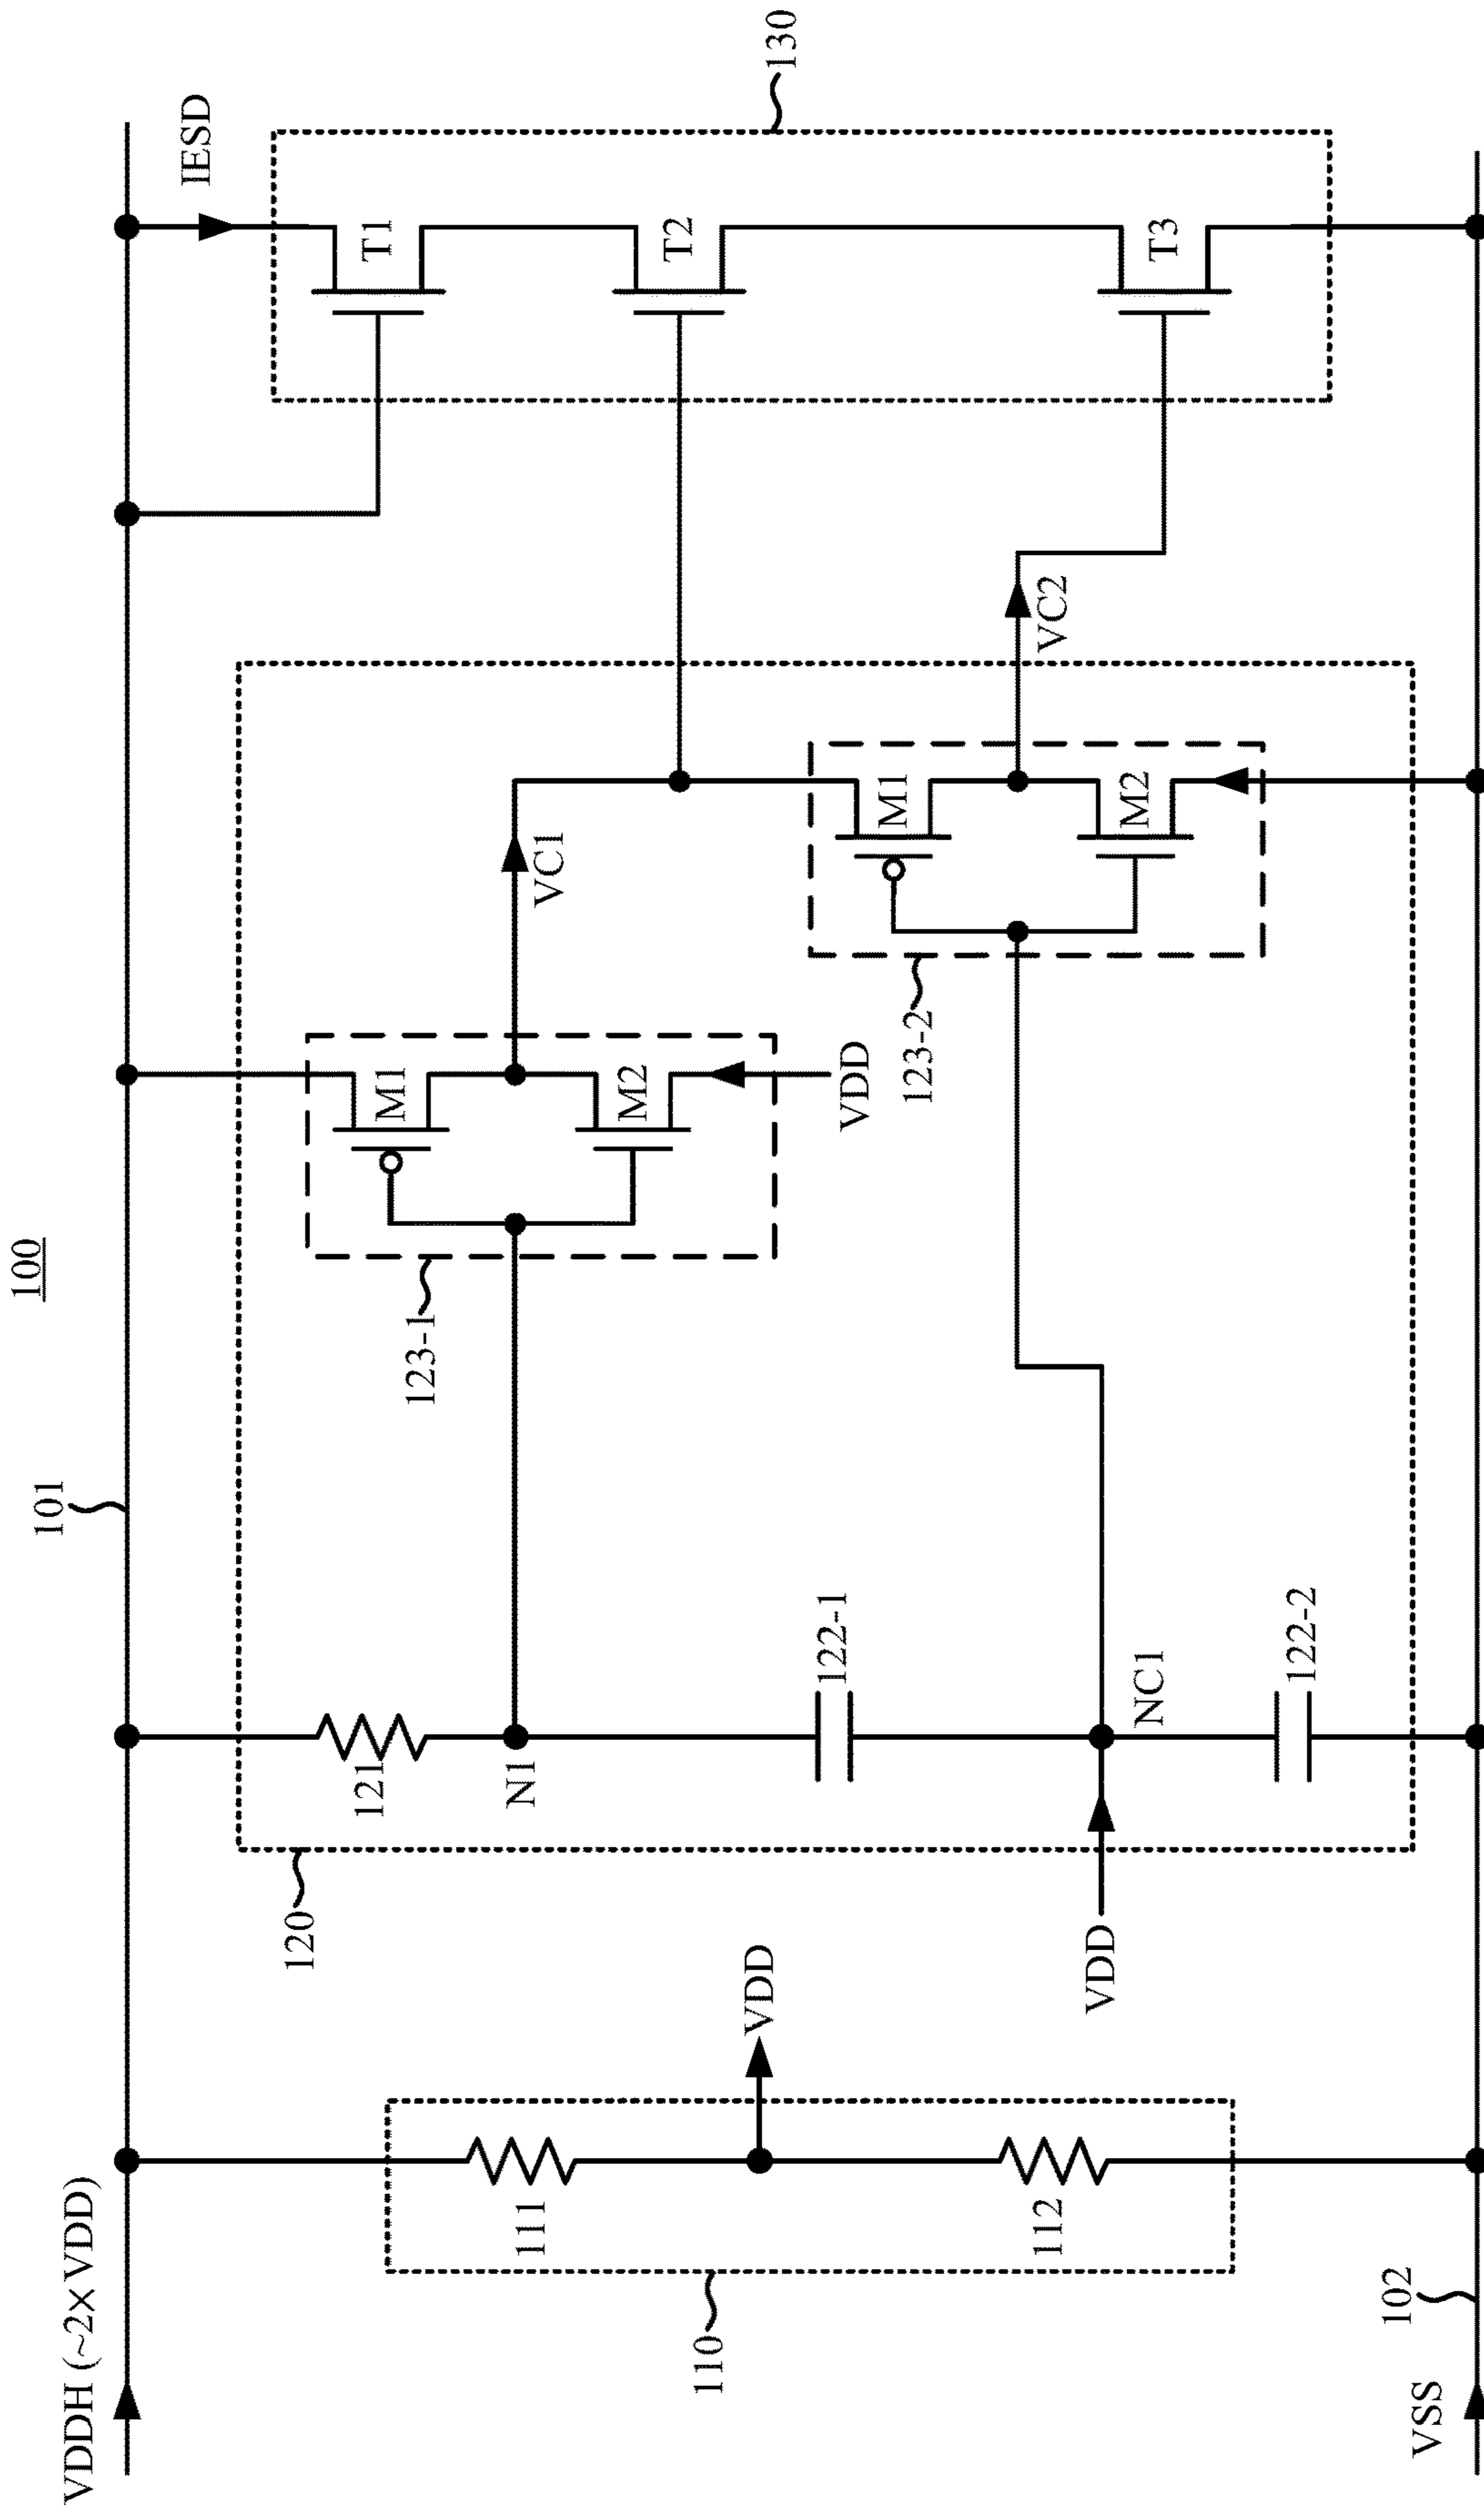 100
VDDH (~2×VDD)
101
IESD
110
111
112
VDD
120
121
N1
122-1
VDD
NC1
122-2
123-1
M1
M2
VDD
VC1
123-2
M1
M2
VC2
T1
T2
T3
130
VSS
102